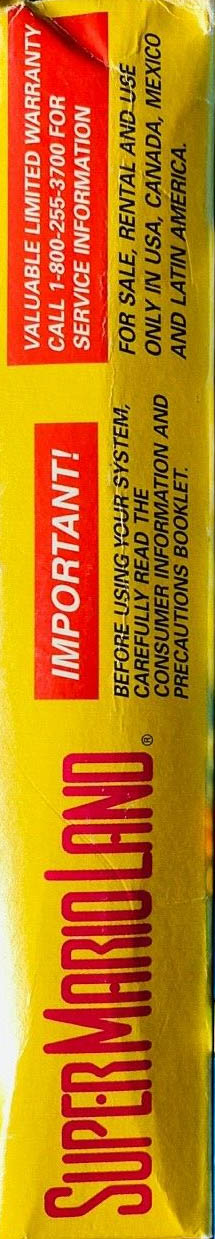 SUPER MARIO LAND®
IMPORTANT!
BEFORE USING YOUR SYSTEM,
CAREFULLY READ THE
CONSUMER INFORMATION AND
PRECAUTIONS BOOKLET.
VALUABLE LIMITED WARRANTY
CALL 1-800-255-3700 FOR
SERVICE INFORMATION
FOR SALE, RENTAL AND USE
ONLY IN USA, CANADA, MEXICO
AND LATIN AMERICA.